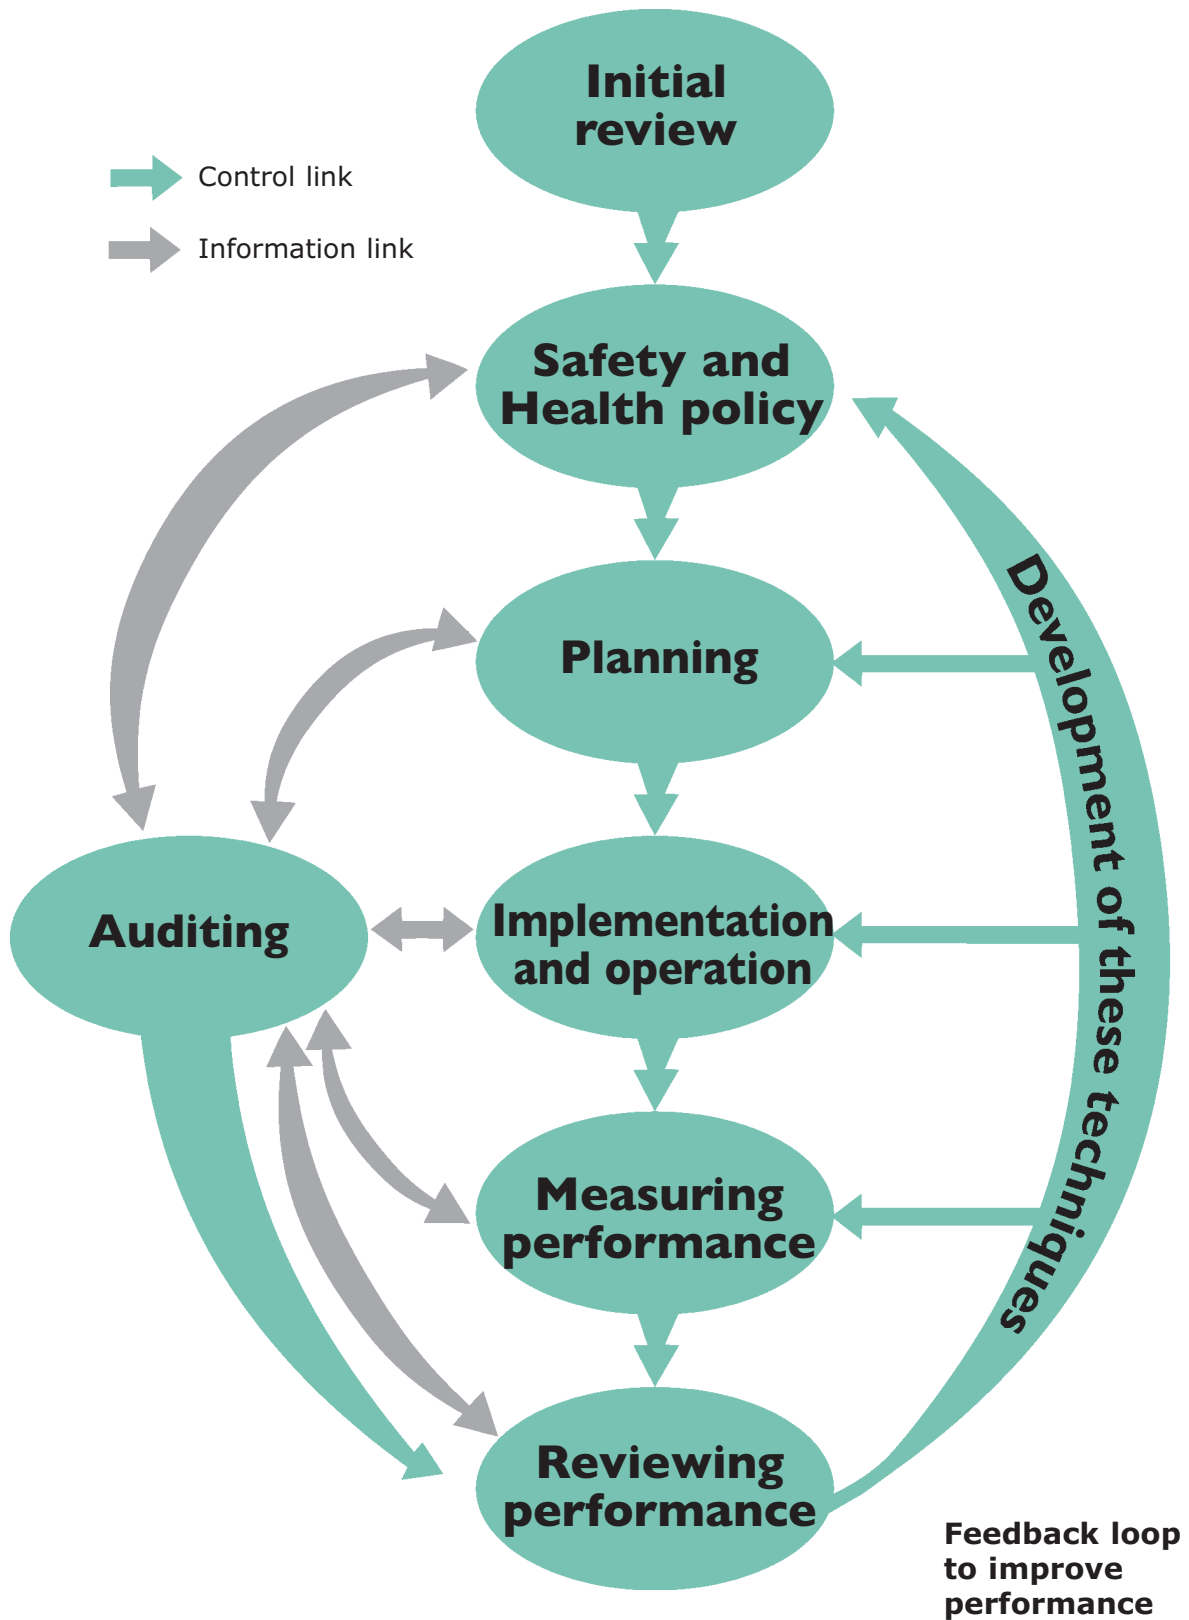 Initial
review
Control link
Information link
Safety and
Health policy
Planning
Auditing
Implementation
and operation
Measuring
performance
Reviewing
performance
Development of these techniques
Feedback loop
to improve
performance